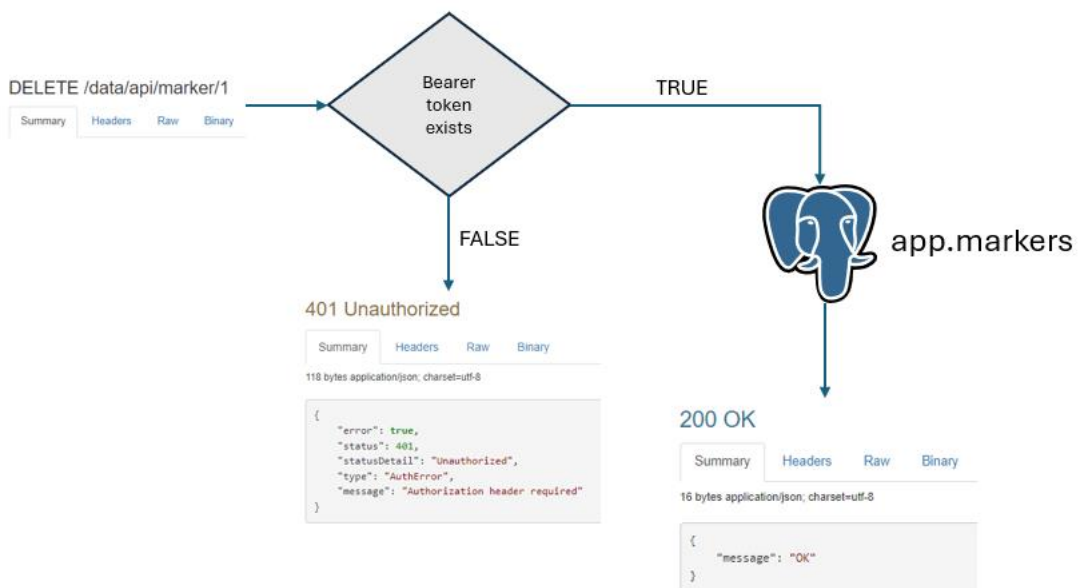 DELETE /data/api/marker/1
Summary Headers Raw Binary
Bearer
token
exists
TRUE
FALSE
app.markers
401 Unauthorized
Summary Headers Raw Binary
118 bytes application/json; charset=utf-8
{
"error": true,
"status": 401,
"statusDetail": "Unauthorized",
"type": "AuthError",
"message": "Authorization header required"
}
200 OK
Summary Headers Raw Binary
16 bytes application/json; charset=utf-8
{
"message": "OK"
}